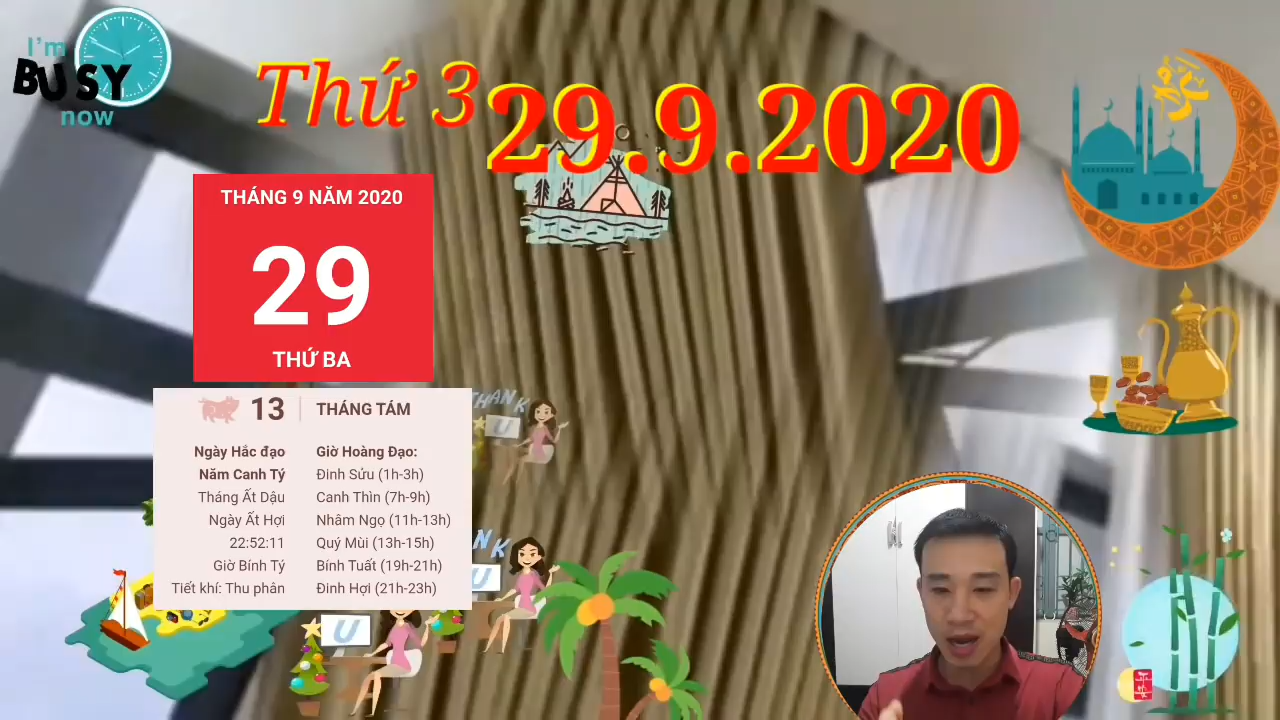 I'm
BUSY
now
Thứ 3
29.9.2020
THÁNG 9 NĂM 2020
29
THỨ BA
13 THÁNG TÁM
Ngày Hắc đạo
Năm Canh Tý
Tháng Ất Dậu
Ngày Ất Hợi
22:52:11
Giờ Bính Tý
Tiết khí: Thu phân
Giờ Hoàng Đạo:
Đinh Sửu (1h-3h)
Canh Thìn (7h-9h)
Nhâm Ngọ (11h-13h)
Quý Mui (13h-15h)
Bính Tuất (19h-21h)
Đinh Hợi (21h-23h)
THANK
U
NK
U
U